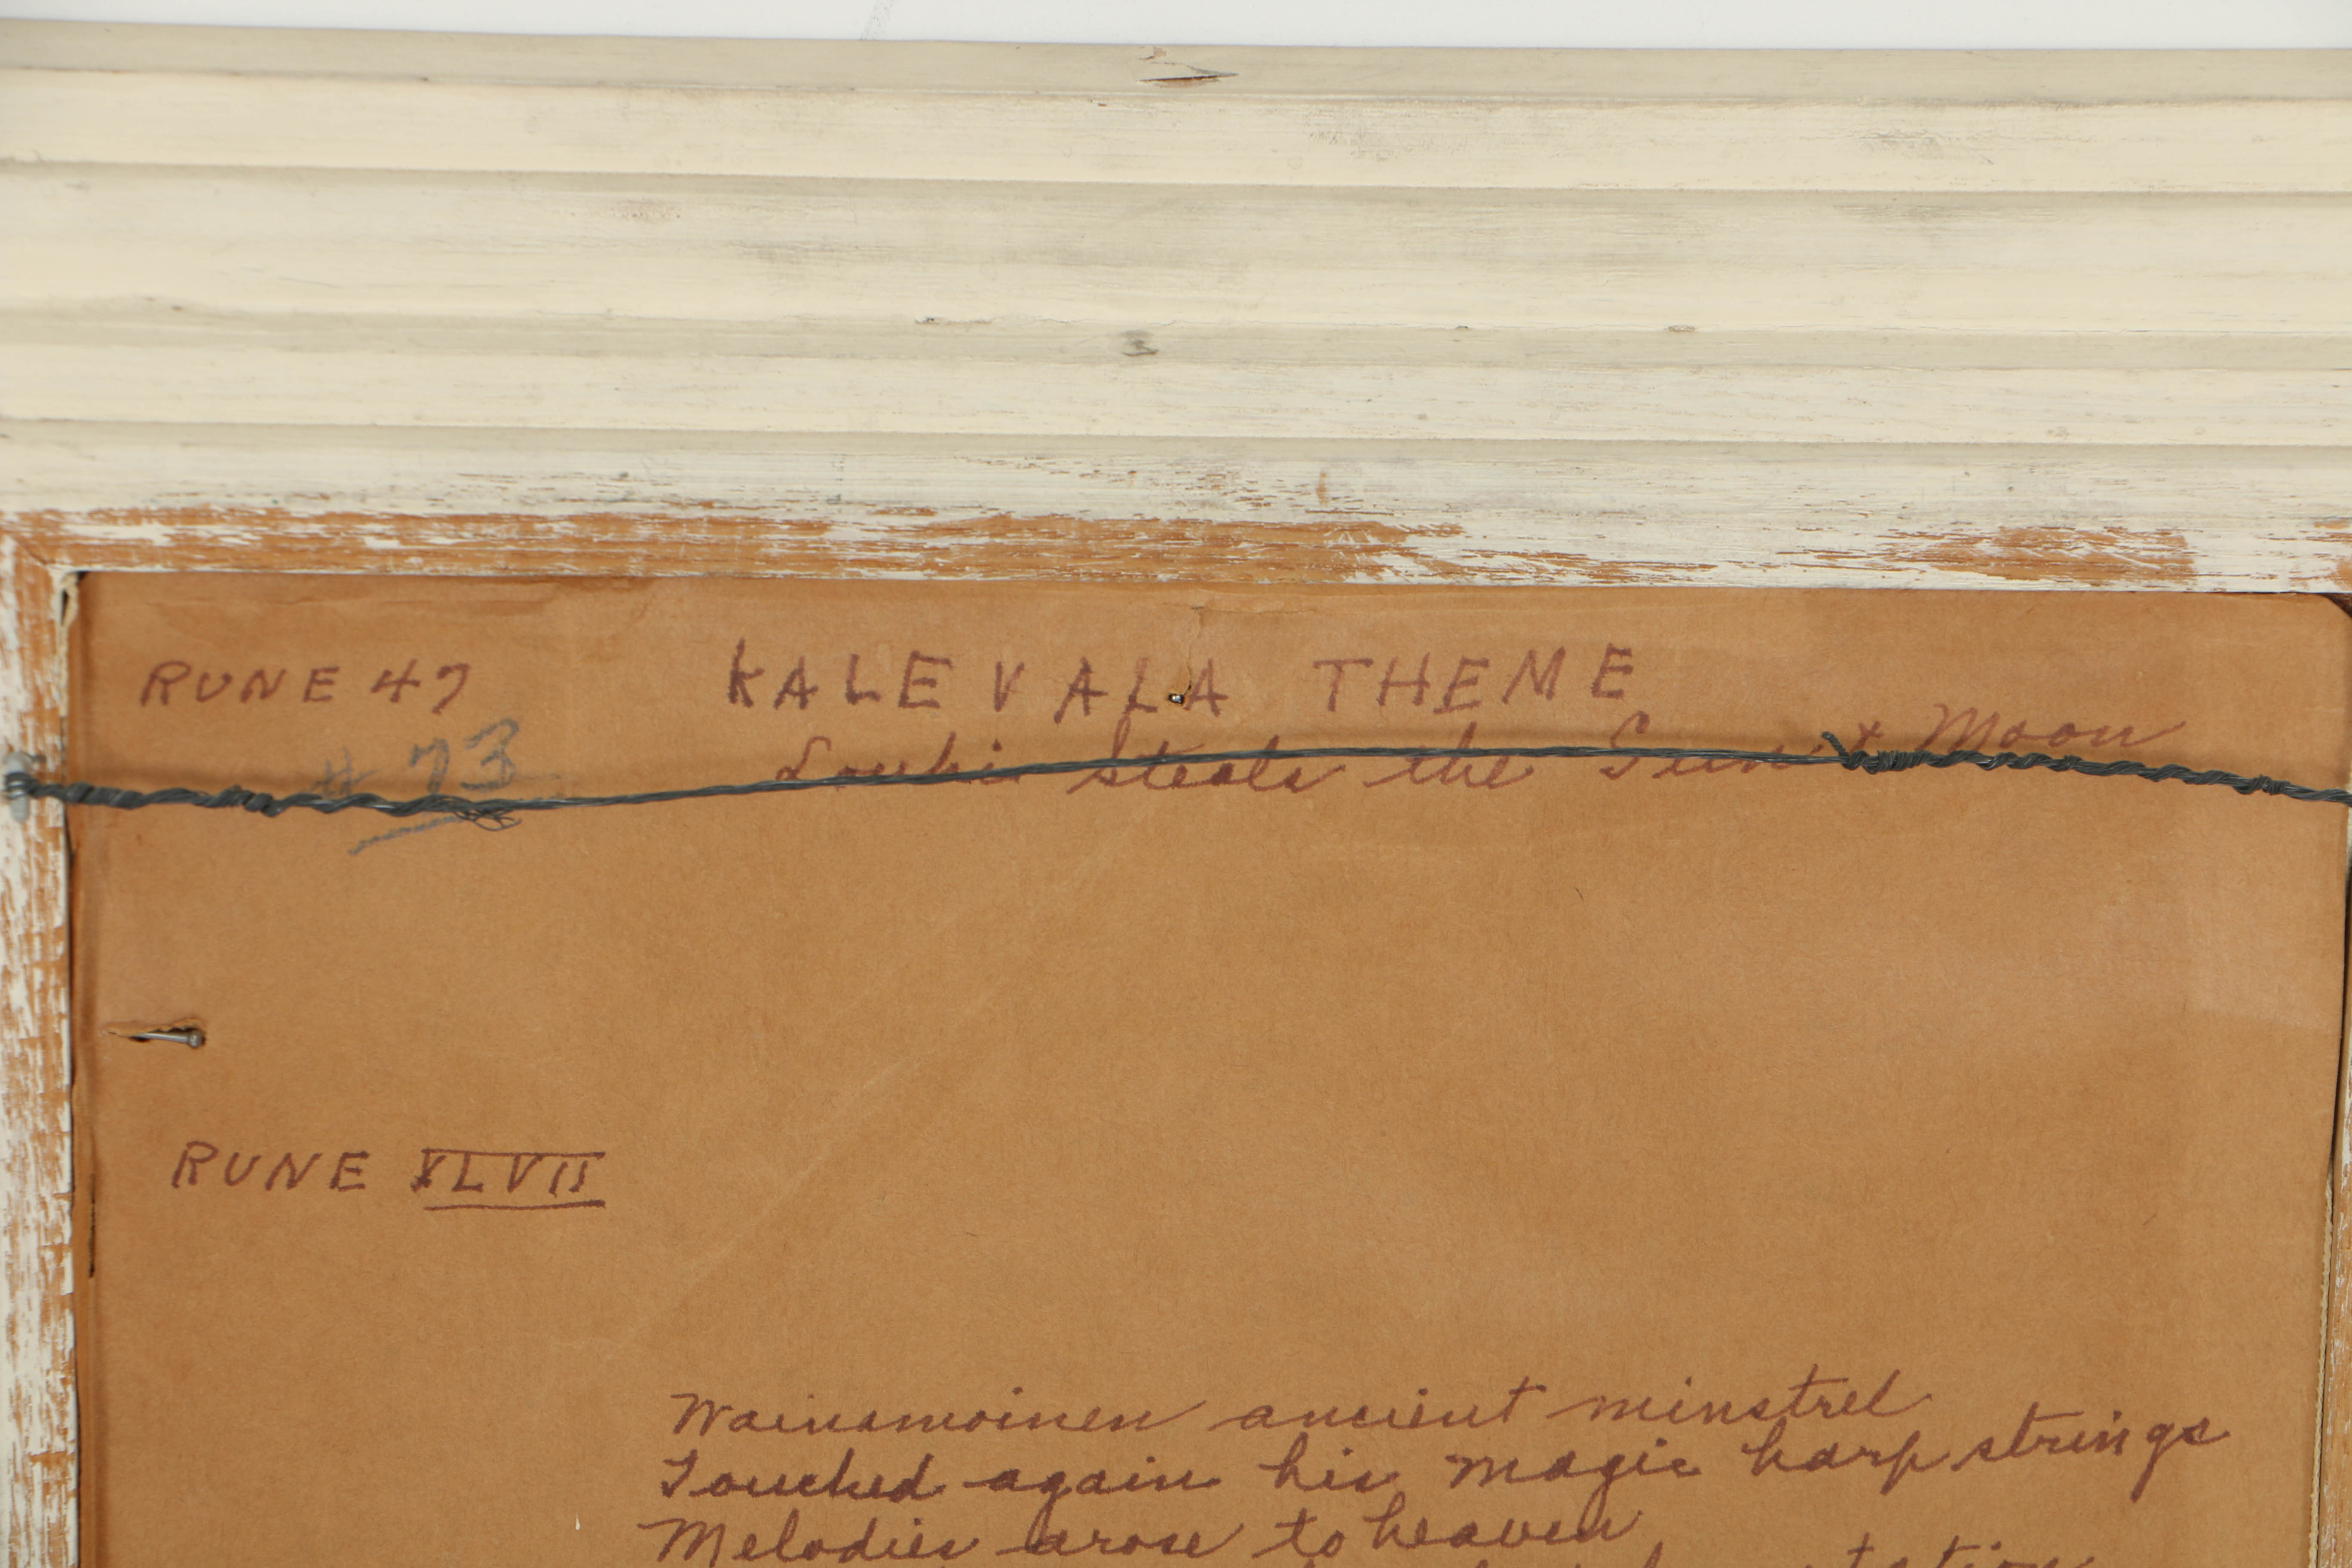 RUNE 47 KALEVALA THEME
Louhi steals the Sun & Moon
# 73
RUNE XLVII
Wainamoinen ancient minstrel
Touched again his magic harp strings
Melodies arose to heaven